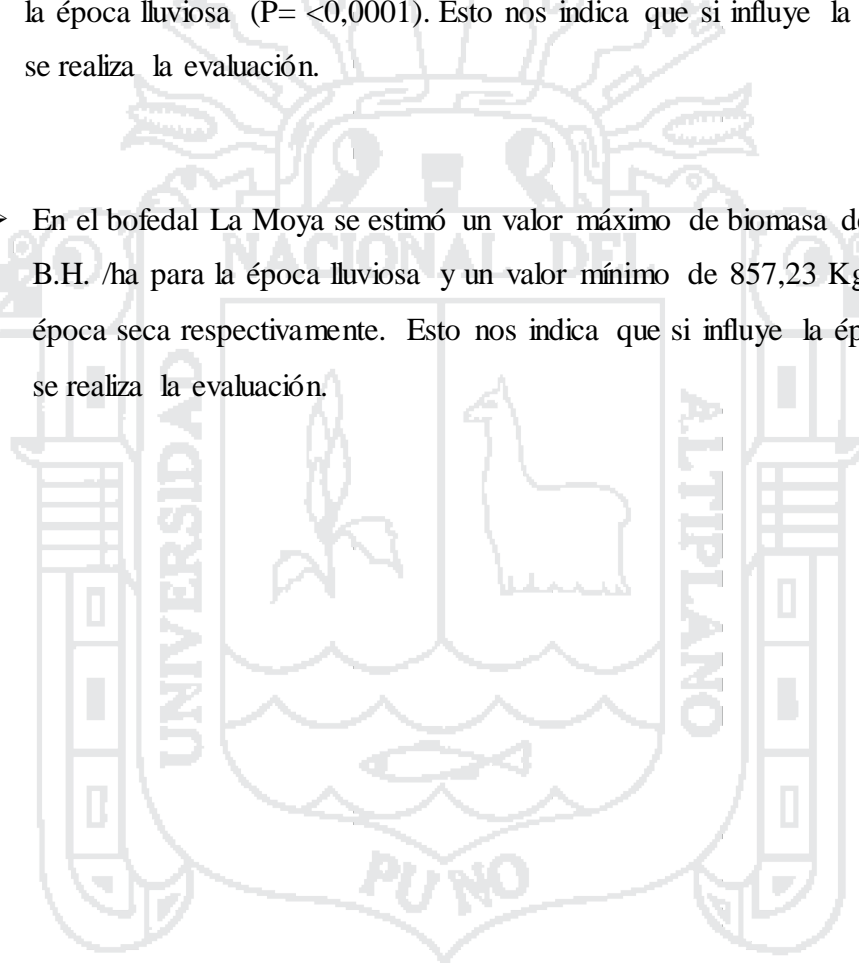 la época lluviosa (P= <0,0001). Esto nos indica que si influye la
se realiza la evaluación.
En el bofedal La Moya se estimó un valor máximo de biomasa de
B.H. /ha para la época lluviosa y un valor mínimo de 857,23 Kg
época seca respectivamente. Esto nos indica que si influye la ép
se realiza la evaluación.
NACIONAL DEL
UNIVERSIDAD
ALTIPLANO
PUNO